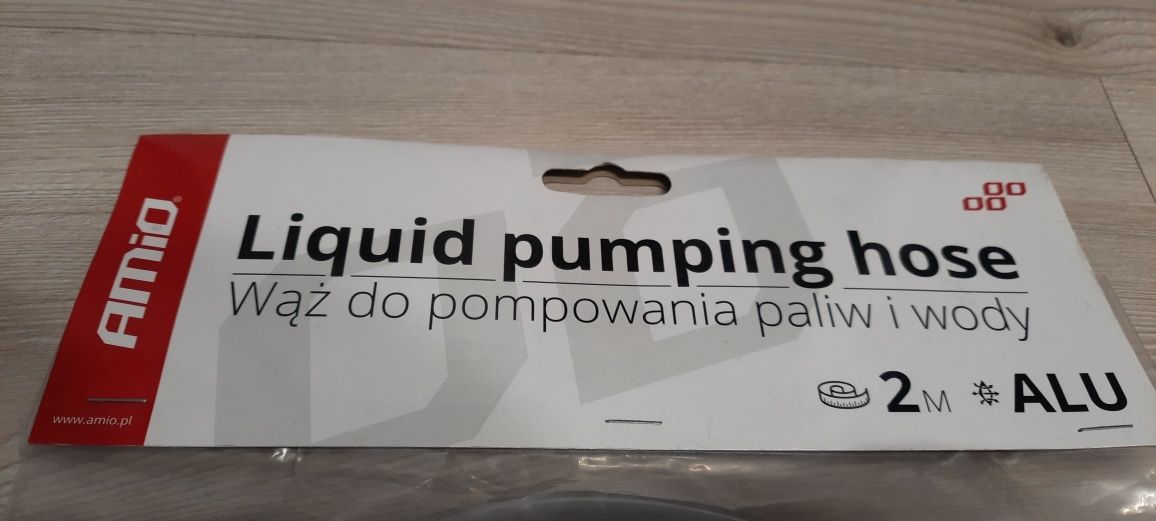 AMiO®
www.amio.pl
Liquid pumping hose
Wąż do pompowania paliw i wody
2M ALU